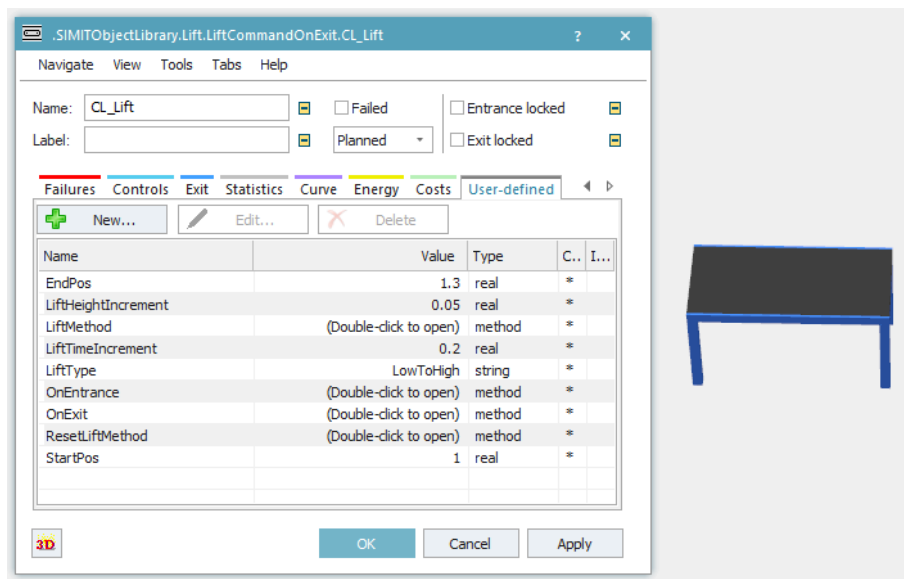 .SIMITObjectLibrary.Lift.LiftCommandOnExit.CL_Lift ? ×
Navigate View Tools Tabs Help
Name: CL_Lift Failed Entrance locked
Label: Planned Exit locked
Failures Controls Exit Statistics Curve Energy Costs User-defined
New... Edit... Delete
Name Value Type C.. I...
EndPos 1.3 real *
LiftHeightIncrement 0.05 real *
LiftMethod (Double-click to open) method *
LiftTimeIncrement 0.2 real *
LiftType LowToHigh string *
OnEntrance (Double-click to open) method *
OnExit (Double-click to open) method *
ResetLiftMethod (Double-click to open) method *
StartPos 1 real *
3D OK Cancel Apply